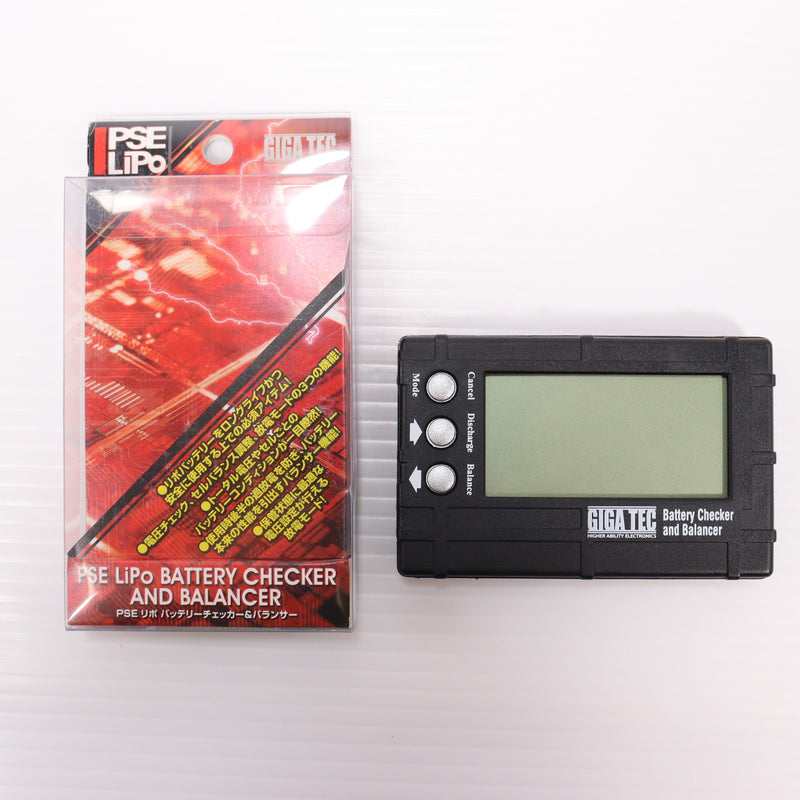 PSE
LiPo
GIGA TEC
●リポバッテリーをロングライフかつ
安全に使用する上での必須アイテム!
●電圧チェック・セルバランス調整、放電モードの3つの機能!
●トータル電圧やセルごとの
バッテリーコンディションが一目瞭然!
●使用時後半の過放電を防ぎ、バッテリー
本来の性能を引出すバランサー機能!
●保管状態に最適な
電圧設定が行える
放電モード!
PSE LiPo BATTERY CHECKER
AND BALANCER
PSE リポ バッテリーチェッカー&バランサー
Cancel
Mode
Discharge
Balance
GIGA TEC
HIGHER ABILITY ELECTRONICS
Battery Checker
and Balancer